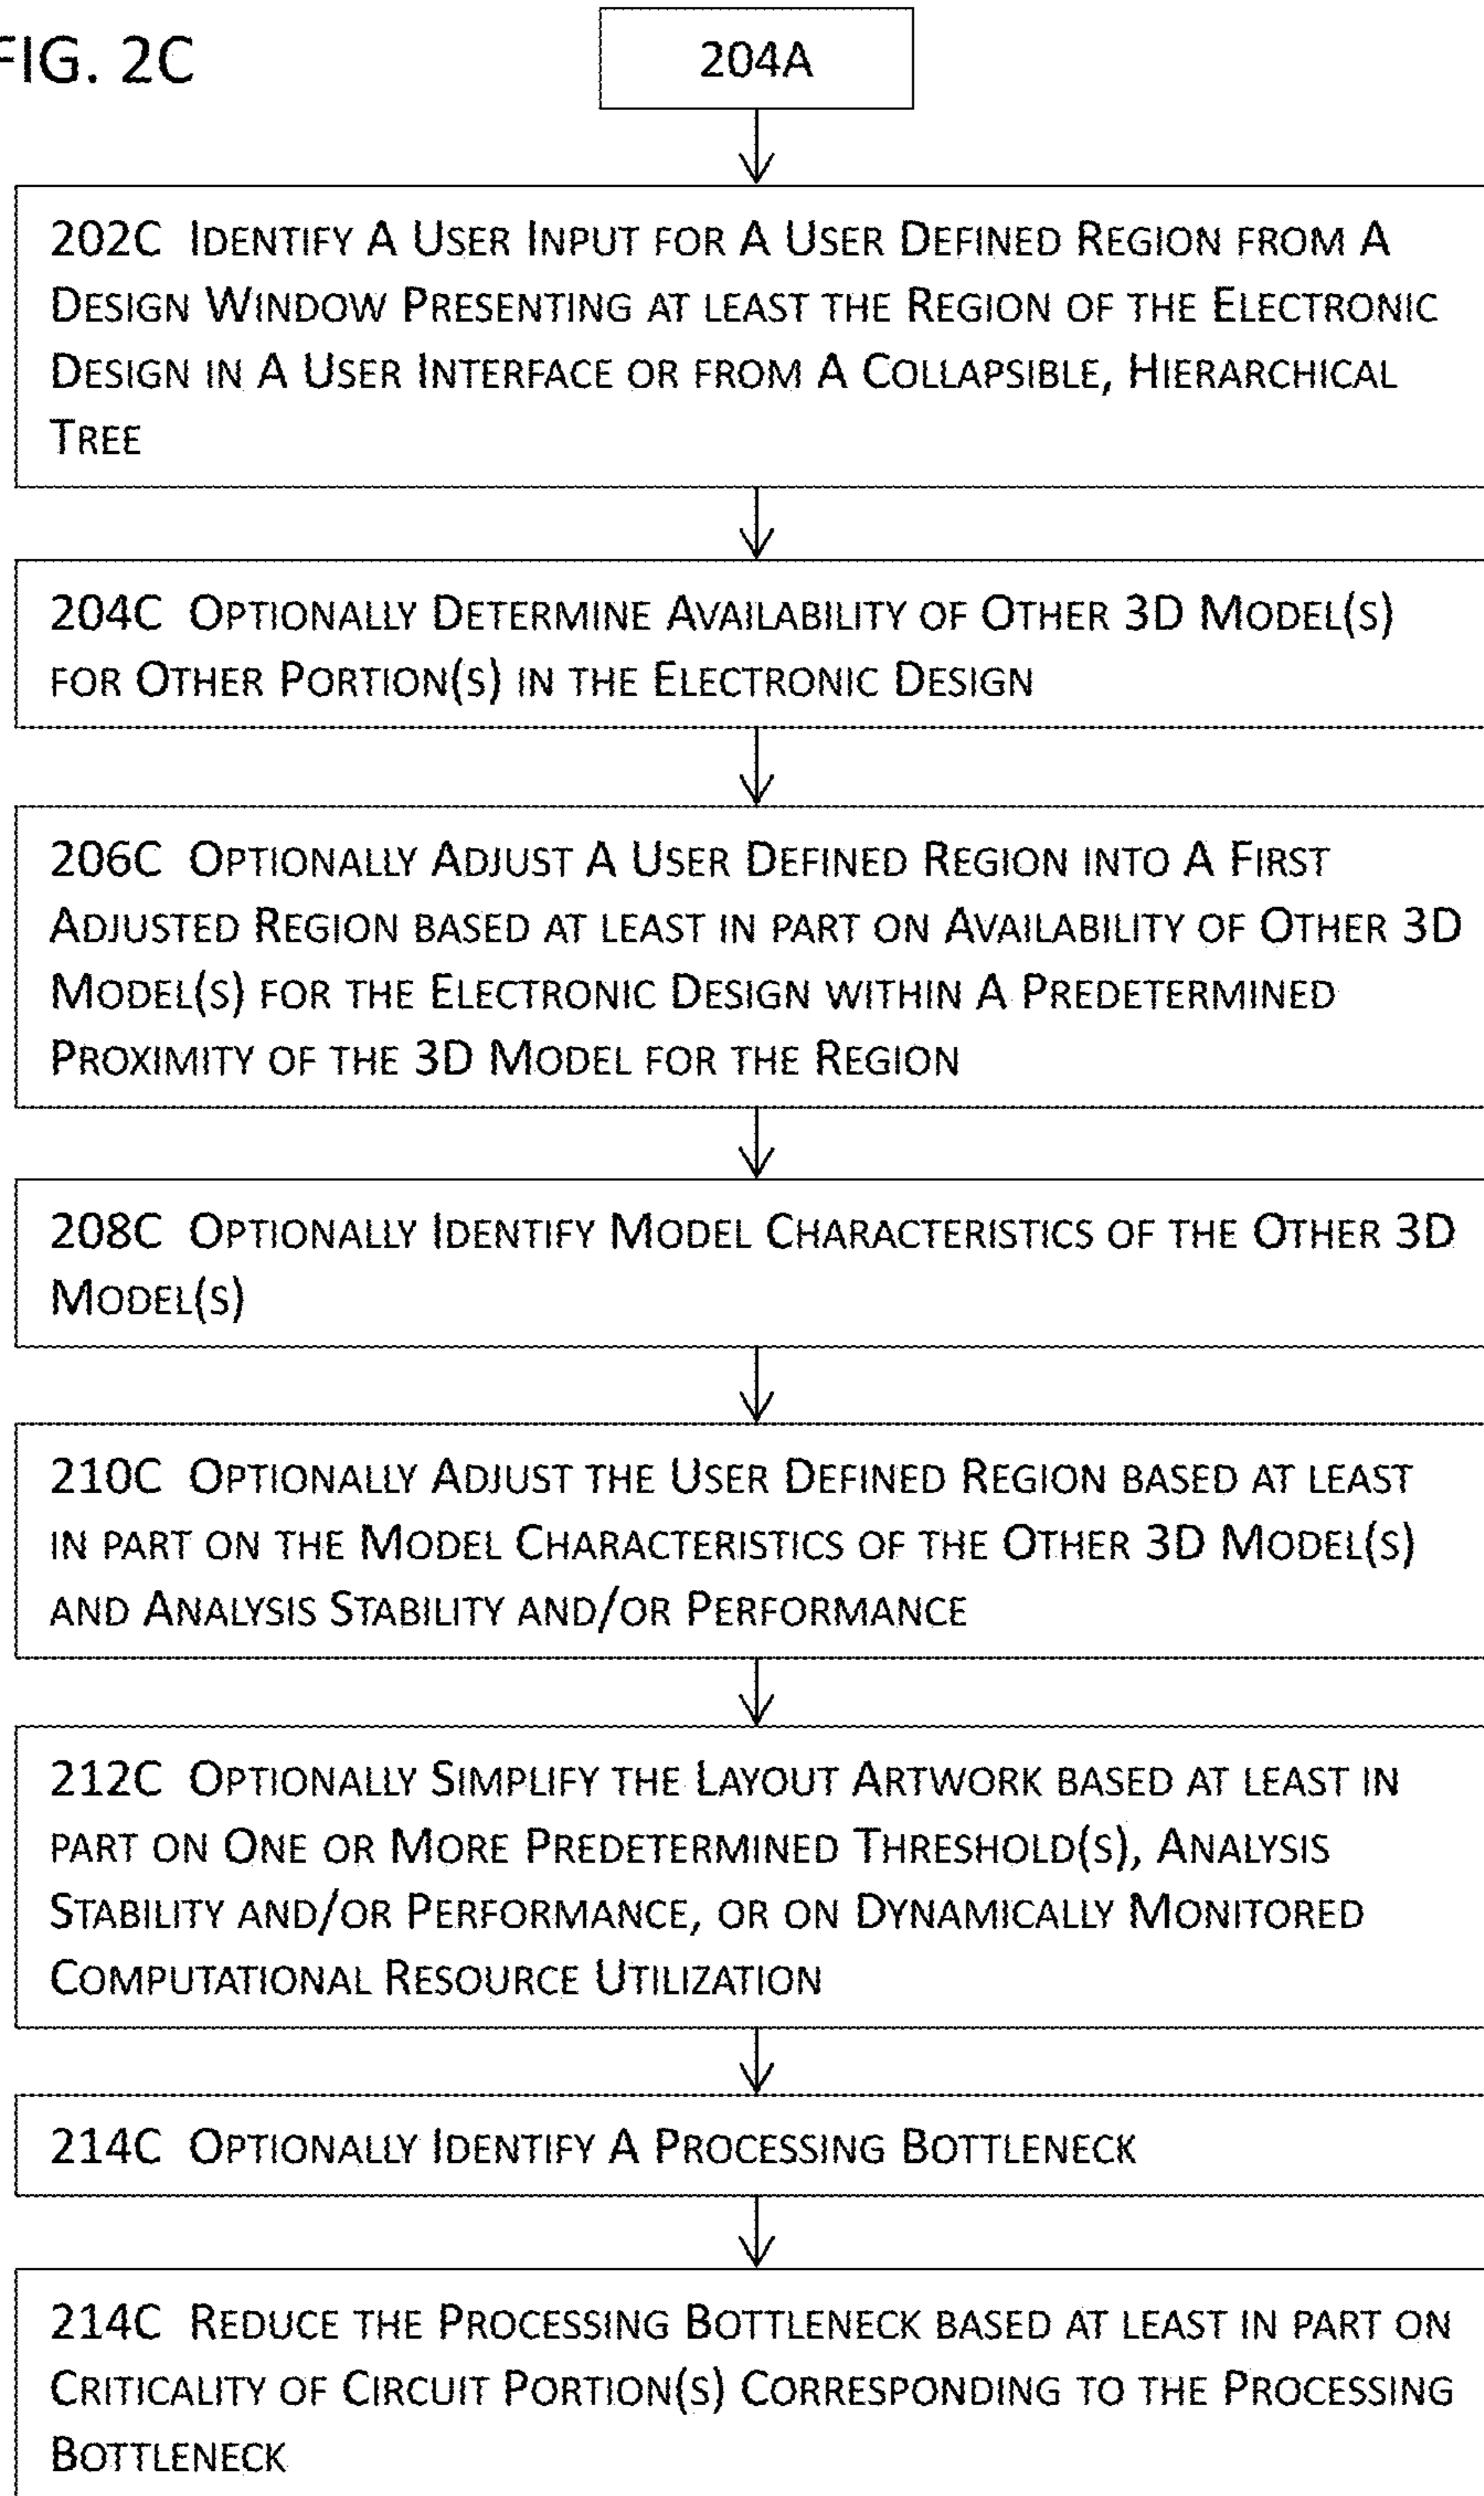 FIG. 2C
204A
202C IDENTIFY A USER INPUT FOR A USER DEFINED REGION FROM A
DESIGN WINDOW PRESENTING AT LEAST THE REGION OF THE ELECTRONIC
DESIGN IN A USER INTERFACE OR FROM A COLLAPSIBLE, HIERARCHICAL
TREE
204C OPTIONALLY DETERMINE AVAILABILITY OF OTHER 3D MODEL(S)
FOR OTHER PORTION(S) IN THE ELECTRONIC DESIGN
206C OPTIONALLY ADJUST A USER DEFINED REGION INTO A FIRST
ADJUSTED REGION BASED AT LEAST IN PART ON AVAILABILITY OF OTHER 3D
MODEL(S) FOR THE ELECTRONIC DESIGN WITHIN A PREDETERMINED
PROXIMITY OF THE 3D MODEL FOR THE REGION
208C OPTIONALLY IDENTIFY MODEL CHARACTERISTICS OF THE OTHER 3D
MODEL(S)
210C OPTIONALLY ADJUST THE USER DEFINED REGION BASED AT LEAST
IN PART ON THE MODEL CHARACTERISTICS OF THE OTHER 3D MODEL(S)
AND ANALYSIS STABILITY AND/OR PERFORMANCE
212C OPTIONALLY SIMPLIFY THE LAYOUT ARTWORK BASED AT LEAST IN
PART ON ONE OR MORE PREDETERMINED THRESHOLD(S), ANALYSIS
STABILITY AND/OR PERFORMANCE, OR ON DYNAMICALLY MONITORED
COMPUTATIONAL RESOURCE UTILIZATION
214C OPTIONALLY IDENTIFY A PROCESSING BOTTLENECK
214C REDUCE THE PROCESSING BOTTLENECK BASED AT LEAST IN PART ON
CRITICALITY OF CIRCUIT PORTION(S) CORRESPONDING TO THE PROCESSING
BOTTLENECK